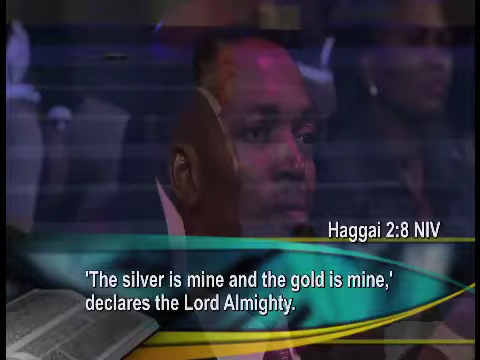 Haggai 2:8 NIV
'The silver is mine and the gold is mine,'
declares the Lord Almighty.